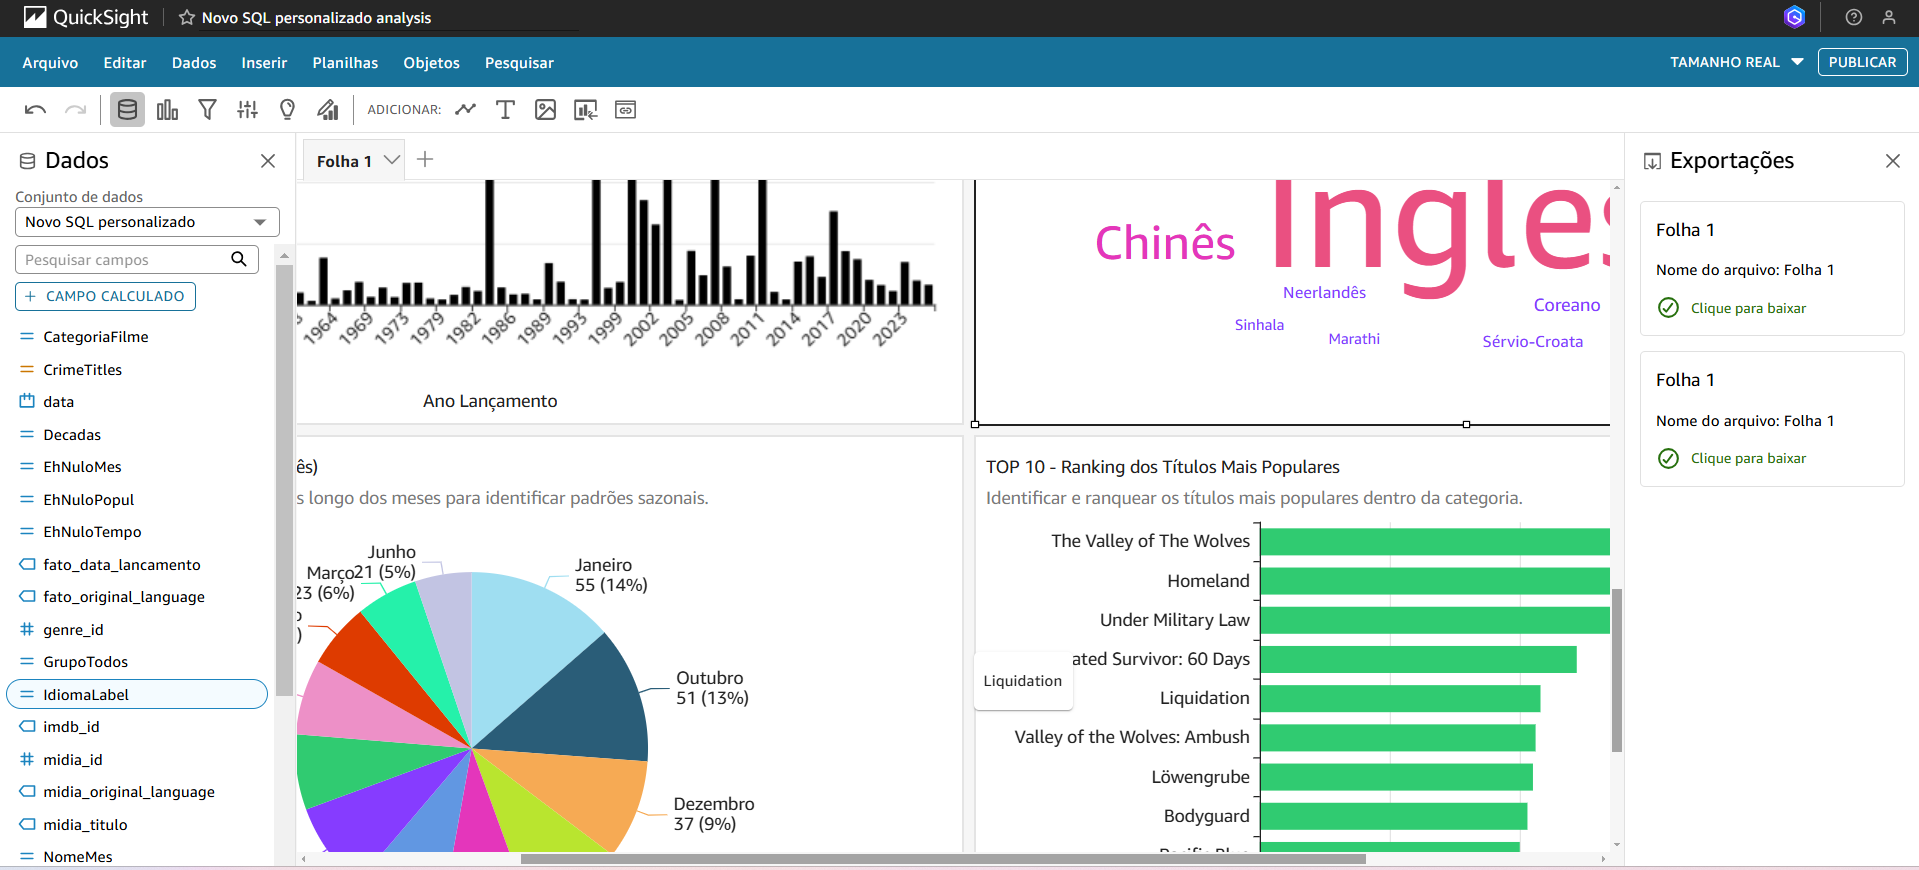 QuickSight
Novo SQL personalizado analysis
Arquivo Editar Dados Inserir Planilhas Objetos Pesquisar
TAMANHO REAL PUBLICAR
ADICIONAR:
Dados
Conjunto de dados
Novo SQL personalizado
Pesquisar campos
+ CAMPO CALCULADO
CategoriaFilme
CrimeTitles
data
Decadas
EhNuloMes
EhNuloPopul
EhNuloTempo
fato_data_lancamento
fato_original_language
genre_id
GrupoTodos
IdiomaLabel
imdb_id
midia_id
midia_original_language
midia_titulo
NomeMes
Folha 1
1964 1969 1973 1979 1982 1986 1989 1993 1999 2002 2005 2008 2011 2014 2017 2020 2023
Ano Lançamento
Chinês
Ingles
Neerlandês
Coreano
Sinhala
Marathi
Sérvio-Croata
ês)
s longo dos meses para identificar padrões sazonais.
Junho
21 (5%)
Março
23 (6%)
Janeiro
55 (14%)
Outubro
51 (13%)
Dezembro
37 (9%)
TOP 10 - Ranking dos Títulos Mais Populares
Identificar e ranquear os títulos mais populares dentro da categoria.
The Valley of The Wolves
Homeland
Under Military Law
ated Survivor: 60 Days
Liquidation
Liquidation
Valley of the Wolves: Ambush
Löwengrube
Bodyguard
Exportações
Folha 1
Nome do arquivo: Folha 1
Clique para baixar
Folha 1
Nome do arquivo: Folha 1
Clique para baixar